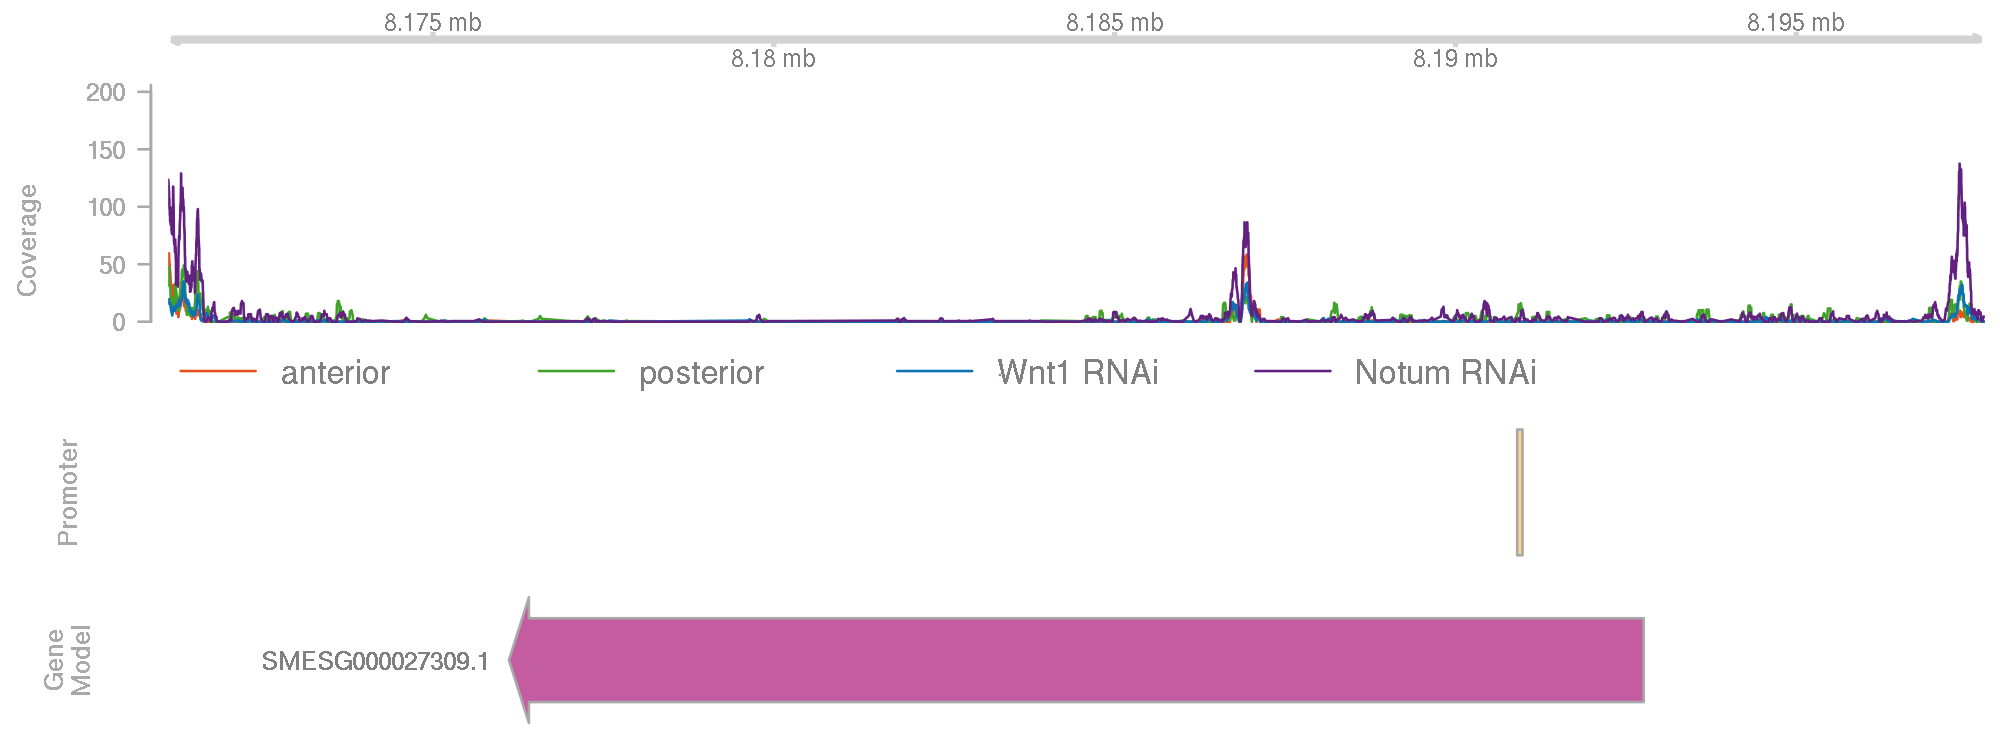 8.175 mb 8.185 mb 8.195 mb
8.18 mb 8.19 mb
Coverage
200
150
100
50
0
anterior posterior Wnt1 RNAi Notum RNAi
Promoter
Gene
Model
SMESG000027309.1